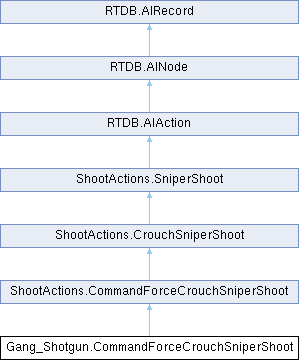 RTDB.AIRecord
RTDB.AINode
RTDB.AIAction
ShootActions.SniperShoot
ShootActions.CrouchSniperShoot
ShootActions.CommandForceCrouchSniperShoot
Gang_Shotgun.CommandForceCrouchSniperShoot